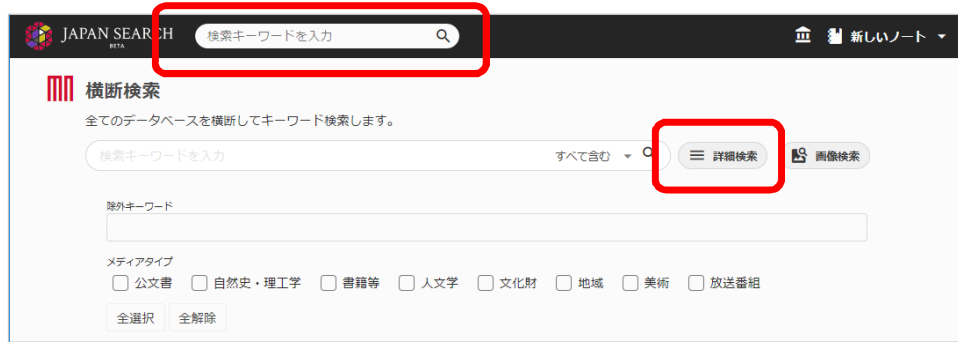 JAPAN SEARCH
BETA
検索キーワードを入力
新しいノート
横断検索
全てのデータベースを横断してキーワード検索します。
検索キーワードを入力 すべて含む 詳細検索 画像検索
除外キーワード
メディアタイプ
公文書 自然史・理工学 書籍等 人文学 文化財 地域 美術 放送番組
全選択 全解除